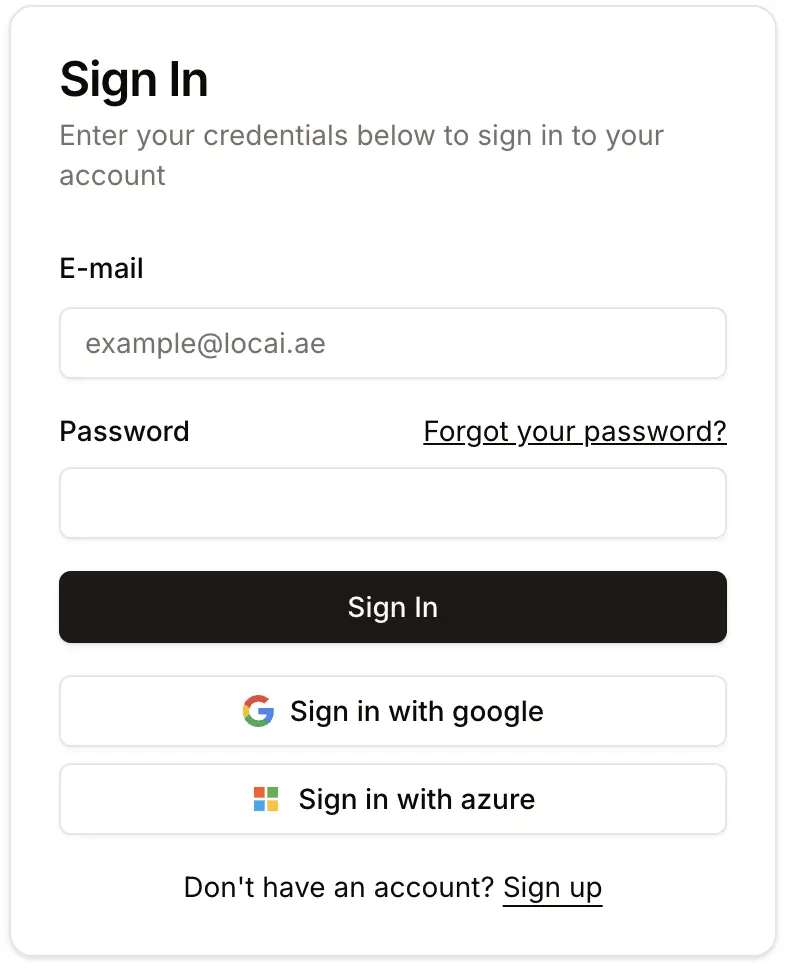 Sign In
Enter your credentials below to sign in to your
account
E-mail
example@locai.ae
Password
Forgot your password?
Sign In
Sign in with google
Sign in with azure
Don't have an account? Sign up